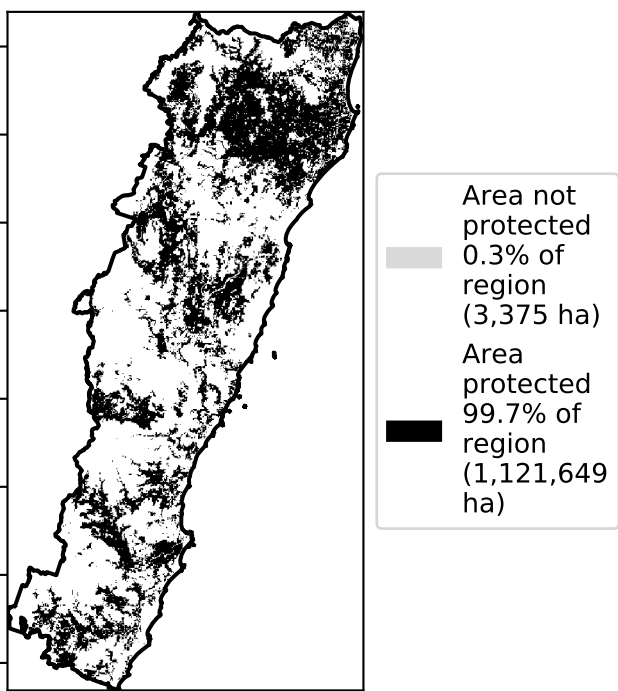 Area not
protected
0.3% of
region
(3,375 ha)
Area
protected
99.7% of
region
(1,121,649
ha)